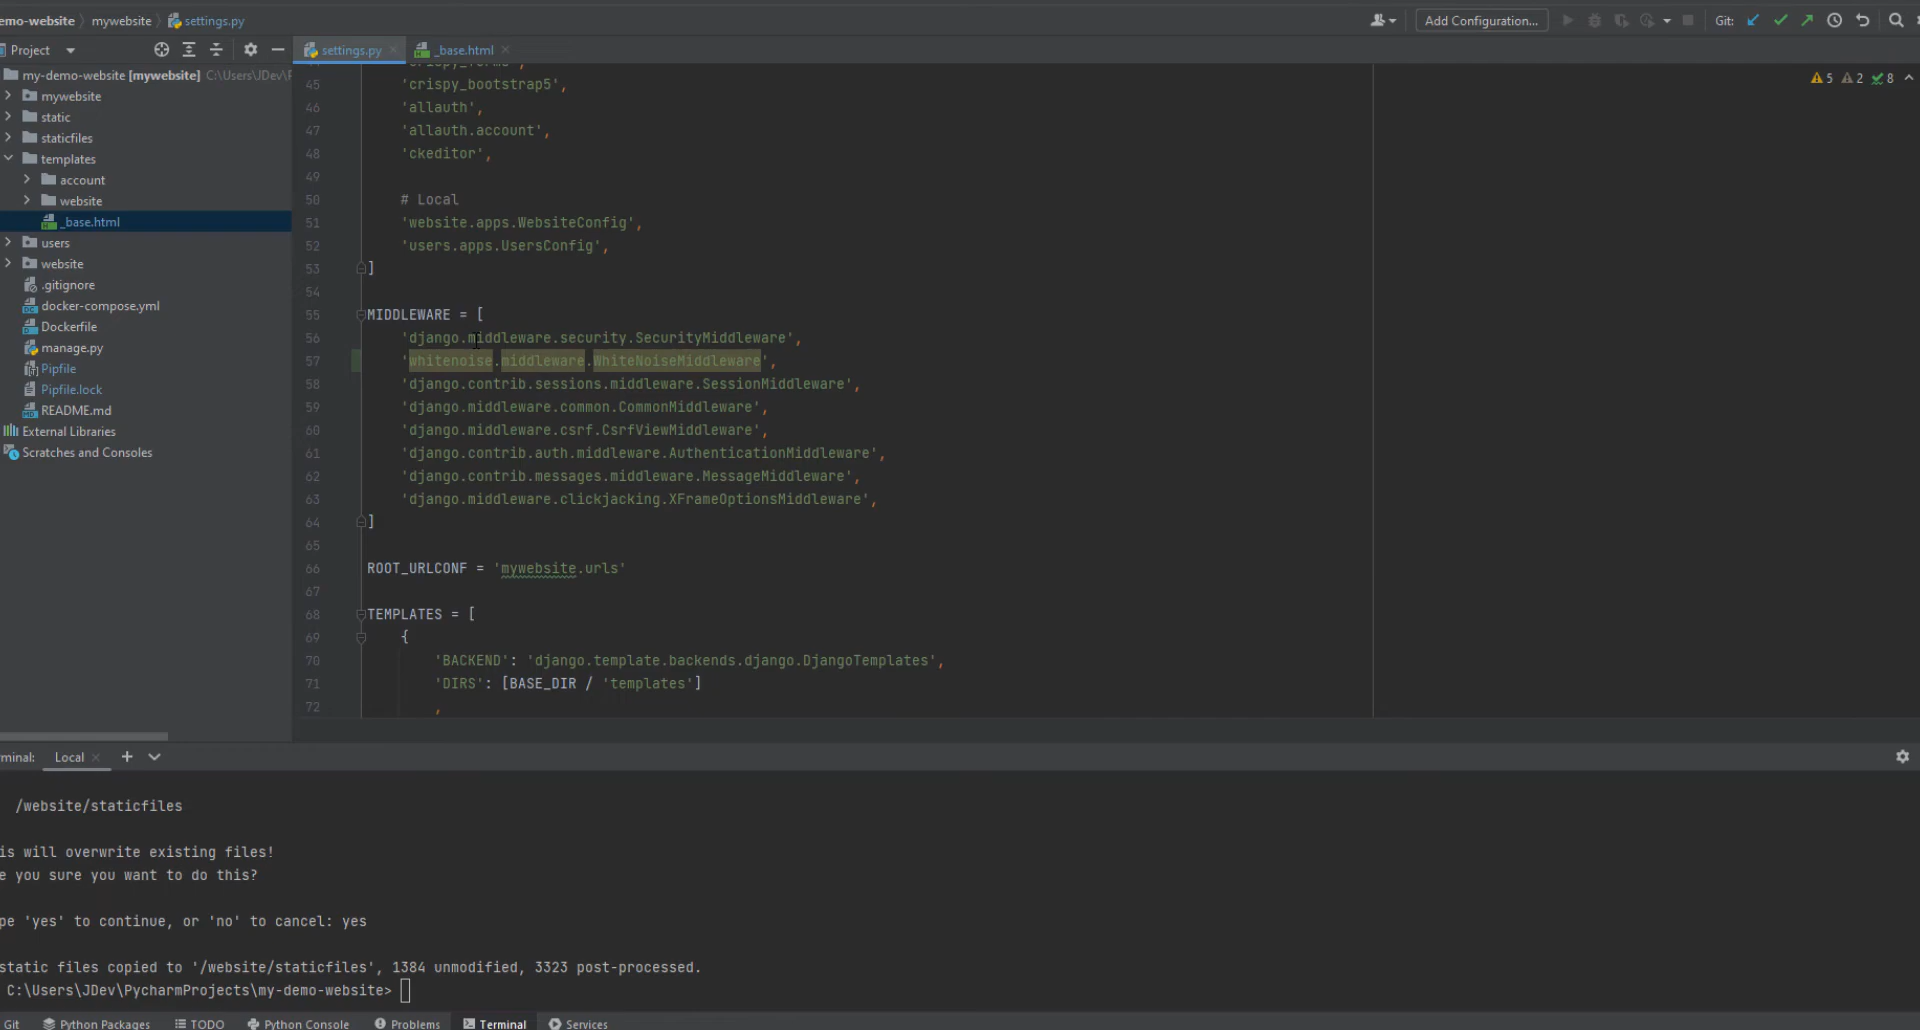 emo-website mywebsite settings.py
Add Configuration...
Git:
Project
settings.py
_base.html
my-demo-website [mywebsite] C:\Users\JDev\
mywebsite
static
staticfiles
templates
account
website
_base.html
users
website
.gitignore
docker-compose.yml
Dockerfile
manage.py
Pipfile
Pipfile.lock
README.md
External Libraries
Scratches and Consoles
5 2 8
45 'crispy_bootstrap5',
46 'allauth',
47 'allauth.account',
48 'ckeditor',
49
50 # Local
51 'website.apps.WebsiteConfig',
52 'users.apps.UsersConfig',
53 ]
54
55 MIDDLEWARE = [
56 'django.middleware.security.SecurityMiddleware',
57 'whitenoise.middleware.WhiteNoiseMiddleware',
58 'django.contrib.sessions.middleware.SessionMiddleware',
59 'django.middleware.common.CommonMiddleware',
60 'django.middleware.csrf.CsrfViewMiddleware',
61 'django.contrib.auth.middleware.AuthenticationMiddleware',
62 'django.contrib.messages.middleware.MessageMiddleware',
63 'django.middleware.clickjacking.XFrameOptionsMiddleware',
64 ]
65
66 ROOT_URLCONF = 'mywebsite.urls'
67
68 TEMPLATES = [
69 {
70 'BACKEND': 'django.template.backends.django.DjangoTemplates',
71 'DIRS': [BASE_DIR / 'templates']
72 ,
minal: Local
/website/staticfiles
is will overwrite existing files!
e you sure you want to do this?
pe 'yes' to continue, or 'no' to cancel: yes
static files copied to '/website/staticfiles', 1384 unmodified, 3323 post-processed.
C:\Users\JDev\PycharmProjects\my-demo-website>
Git Python Packages TODO Python Console Problems Terminal Services